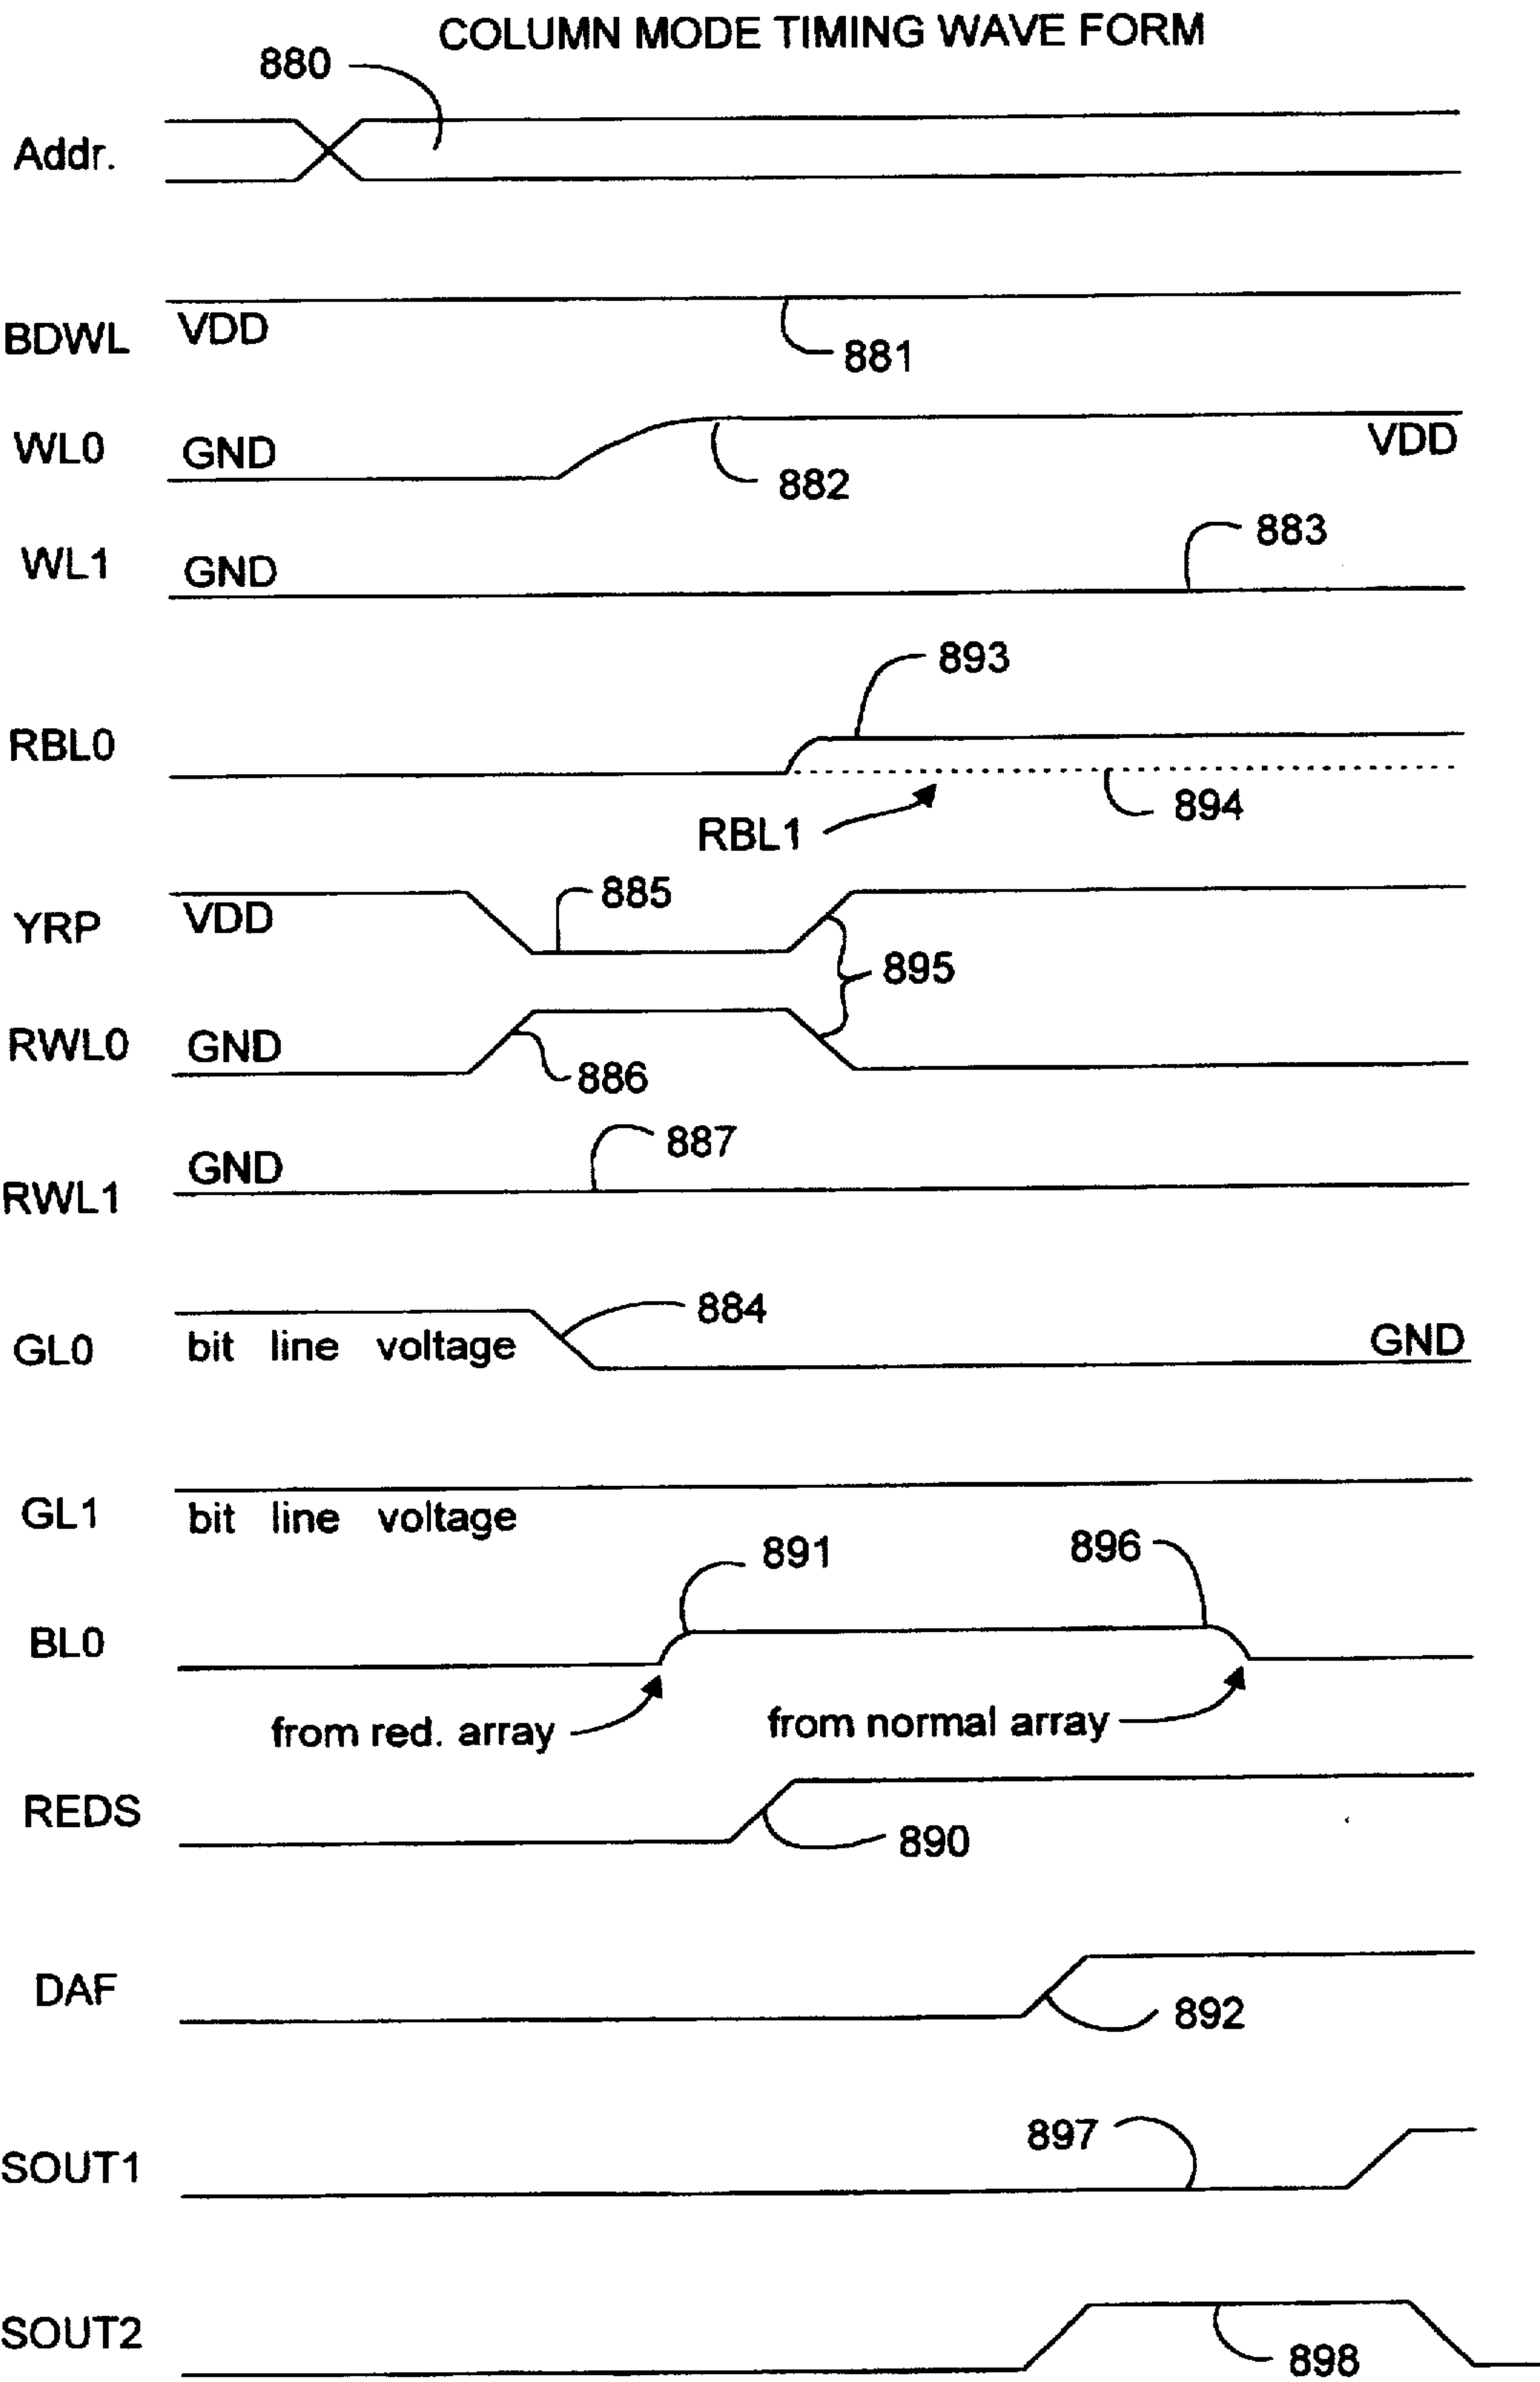 COLUMN MODE TIMING WAVE FORM
880
Addr.
BDWL VDD
881
WL0 GND VDD
882
883
WL1 GND
893
RBL0
894
RBL1
885
YRP VDD
895
RWL0 GND
886
887
GND
RWL1
884
GL0 bit line voltage GND
GL1 bit line voltage
891 896
BL0
from red. array from normal array
REDS
890
DAF
892
897
SOUT1
SOUT2
898